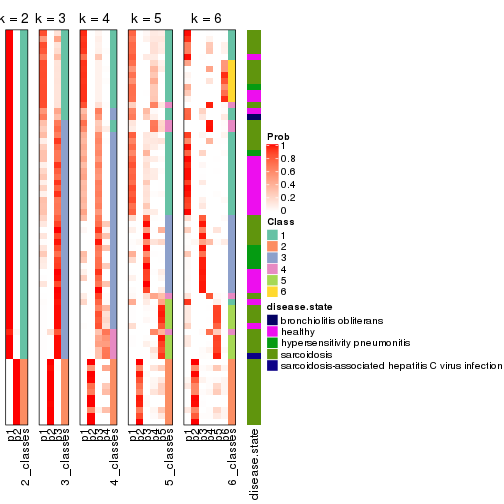 k = 2 k = 3 k = 4 k = 5 k = 6
Prob
1
0.8
0.6
0.4
0.2
0
Class
1
2
3
4
5
6
disease.state
bronchiolitis obliterans
healthy
hypersensitivity pneumonitis
sarcoidosis
sarcoidosis-associated hepatitis C virus infection
p1
p2
2_classes
p1
p2
p3
3_classes
p1
p2
p3
p4
4_classes
p1
p2
p3
p4
p5
5_classes
p1
p2
p3
p4
p5
p6
6_classes
disease.state